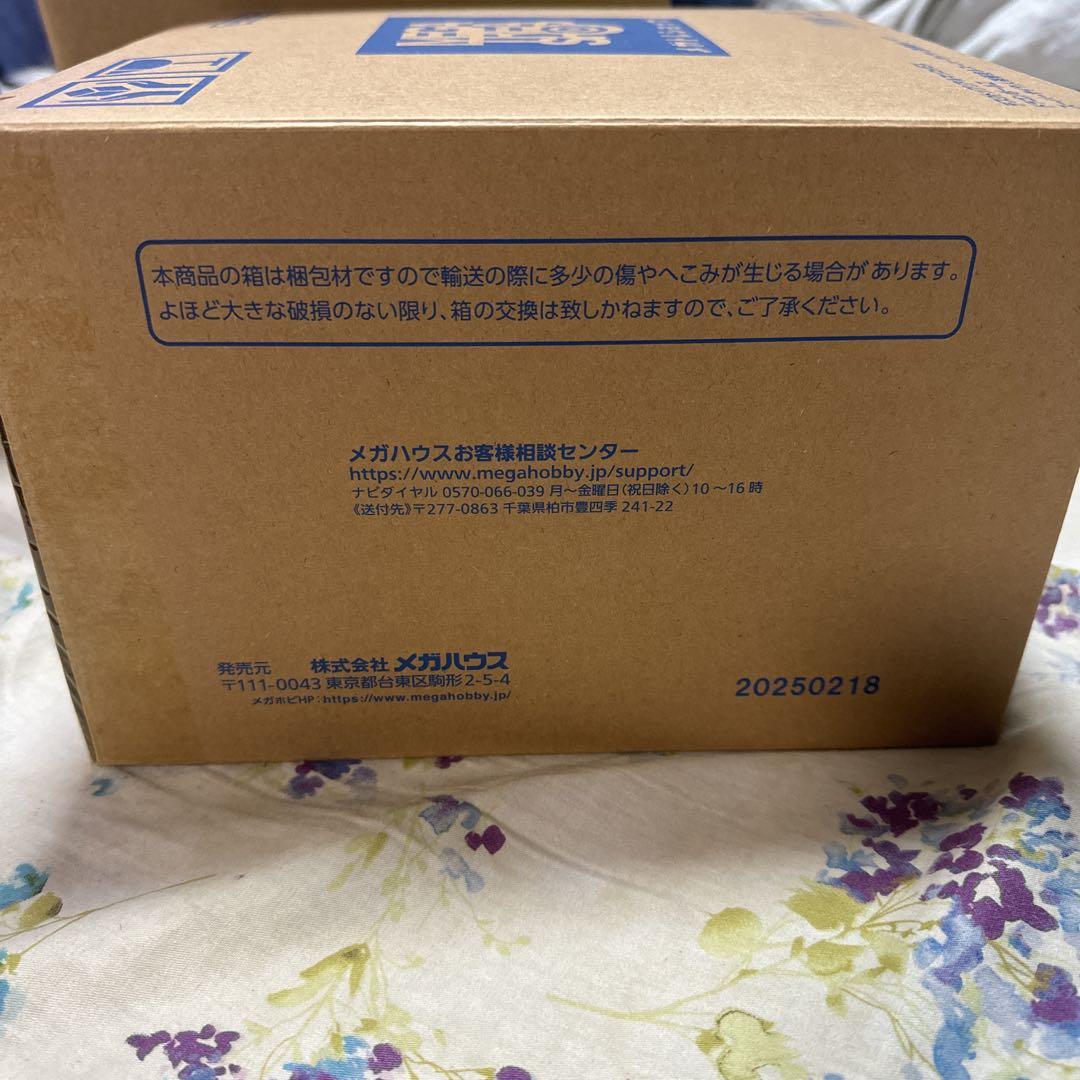 本商品の箱は梱包材ですので輸送の際に多少の傷やへこみが生じる場合があります。
よほど大きな破損のない限り、箱の交換は致しかねますので、ご了承ください。
メガハウスお客様相談センター
https://www.megahobby.jp/support/
ナビダイヤル 0570-066-039 月～金曜日(祝日除く)10～16時
《送付先》〒277-0863 千葉県柏市豊四季 241-22
発売元 株式会社 メガハウス
〒111-0043 東京都台東区駒形 2-5-4
メガホビHP:https://www.megahobby.jp/
20250218